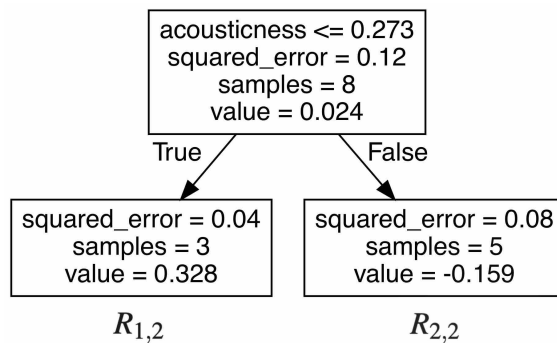 acousticness <= 0.273
squared_error = 0.12
samples = 8
value = 0.024
True
False
squared_error = 0.04
samples = 3
value = 0.328
squared_error = 0.08
samples = 5
value = -0.159
R1,2
R2,2